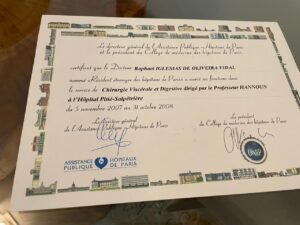 Le directeur général de l'Assistance Publique - Hôpitaux de Paris
et le président du Collège de médecine des hôpitaux de Paris
certifient que le Docteur Raphael IGLESIAS DE OLIVEIRA VIDAL
nommé Résident étranger des hôpitaux de Paris a exercé ses fonctions dans
le service de Chirurgie Viscérale et Digestive dirigé par le Professeur HANNOUN
à l'Hôpital Pitié-Salpêtrière
du 5 novembre 2007 au 31 octobre 2008.
Le directeur général
de l'Assistance Publique - Hôpitaux de Paris
Le président
du Collège de médecine des hôpitaux de Paris
ASSISTANCE PUBLIQUE HÔPITAUX DE PARIS